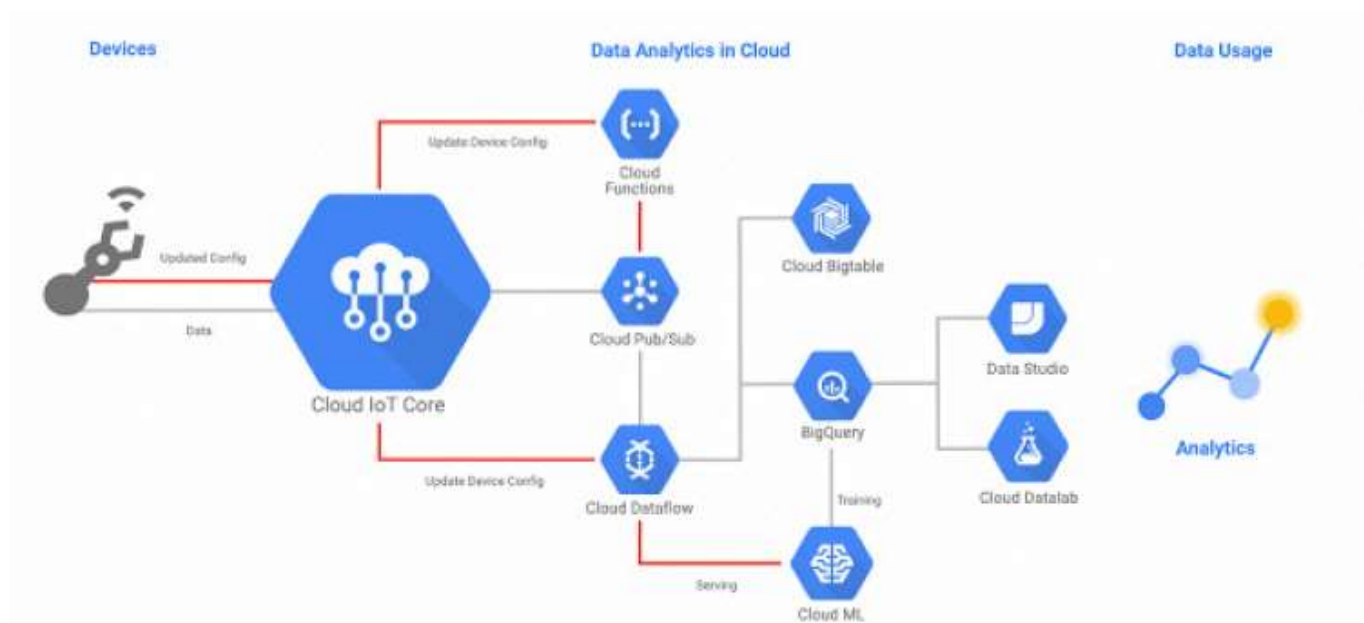 Devices
Data Analytics in Cloud
Data Usage
Update Device Config
Cloud
Functions
Updated Config
Data
Cloud IoT Core
Cloud Pub/Sub
Cloud Bigtable
Data Studio
BigQuery
Analytics
Update Device Config
Cloud Dataflow
Training
Cloud Datalab
Serving
Cloud ML